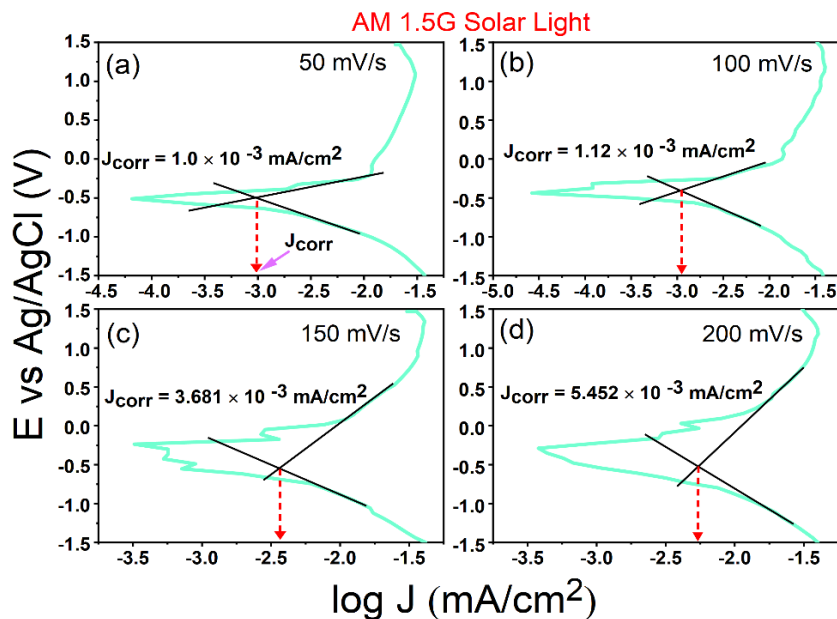 AM 1.5G Solar Light
E vs Ag/AgCl (V)
(a)
50 mV/s
1.5
1.0
0.5
0.0
-0.5
-1.0
-1.5
Jcorr = 1.0 × 10 -3 mA/cm2
Jcorr
-4.5 -4.0 -3.5 -3.0 -2.5 -2.0 -1.5
(b)
100 mV/s
1.5
1.0
0.5
0.0
-0.5
-1.0
-1.5
Jcorr = 1.12 × 10 -3 mA/cm2
-5.0 -4.5 -4.0 -3.5 -3.0 -2.5 -2.0 -1.5
(c)
150 mV/s
1.5
1.0
0.5
0.0
-0.5
-1.0
-1.5
Jcorr = 3.681 × 10 -3 mA/cm2
-3.5 -3.0 -2.5 -2.0 -1.5
(d)
200 mV/s
1.5
1.0
0.5
0.0
-0.5
-1.0
-1.5
Jcorr = 5.452 × 10 -3 mA/cm2
-3.5 -3.0 -2.5 -2.0 -1.5
log J (mA/cm2)